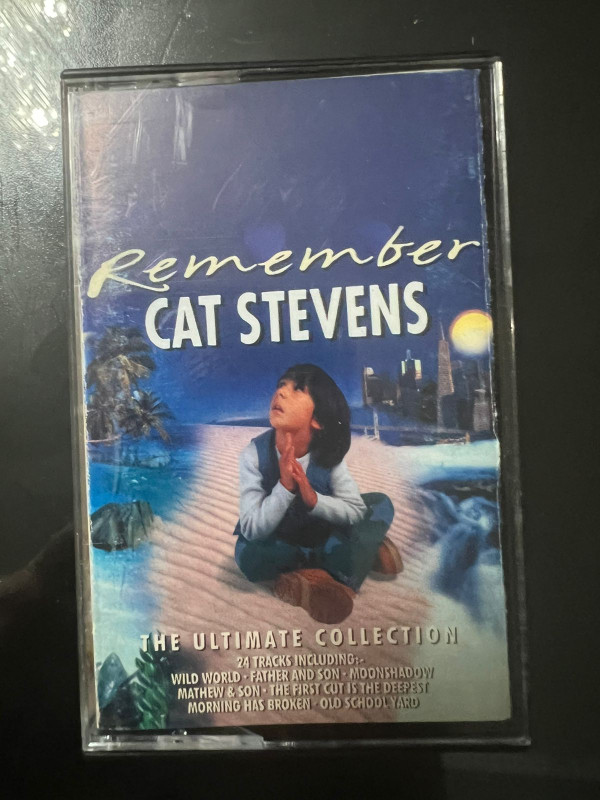 Remember
CAT STEVENS
THE ULTIMATE COLLECTION
24 TRACKS INCLUDING:-
WILD WORLD · FATHER AND SON · MOONSHADOW
MATHEW & SON · THE FIRST CUT IS THE DEEPEST
MORNING HAS BROKEN · OLD SCHOOL YARD